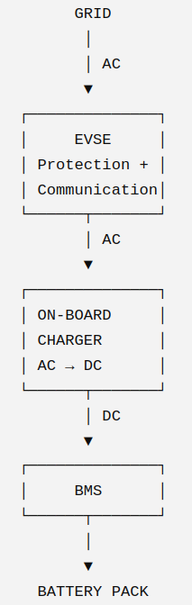 GRID
AC
EVSE
Protection +
Communication
AC
ON-BOARD
CHARGER
AC → DC
DC
BMS
BATTERY PACK